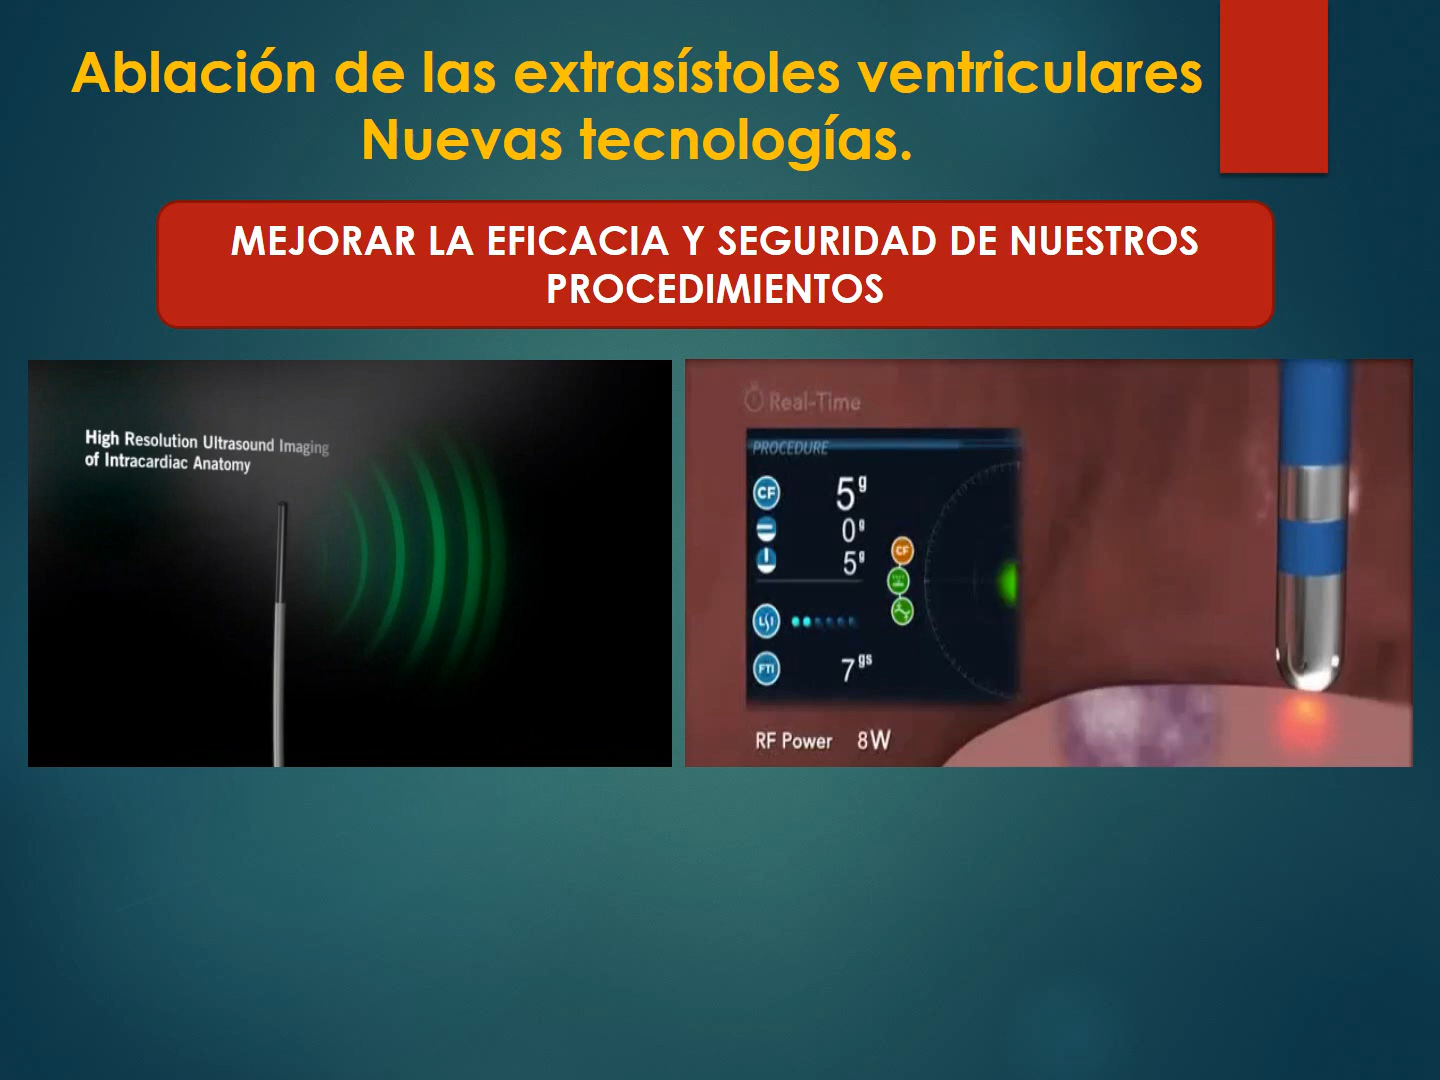 Ablación de las extrasístoles ventriculares
Nuevas tecnologías.
MEJORAR LA EFICACIA Y SEGURIDAD DE NUESTROS
PROCEDIMIENTOS
High Resolution Ultrasound Imaging
of Intracardiac Anatomy
Real-Time
PROCEDURE
CF 5g
0g
5g
CF
LSI
FTI 7gs
RF Power 8W